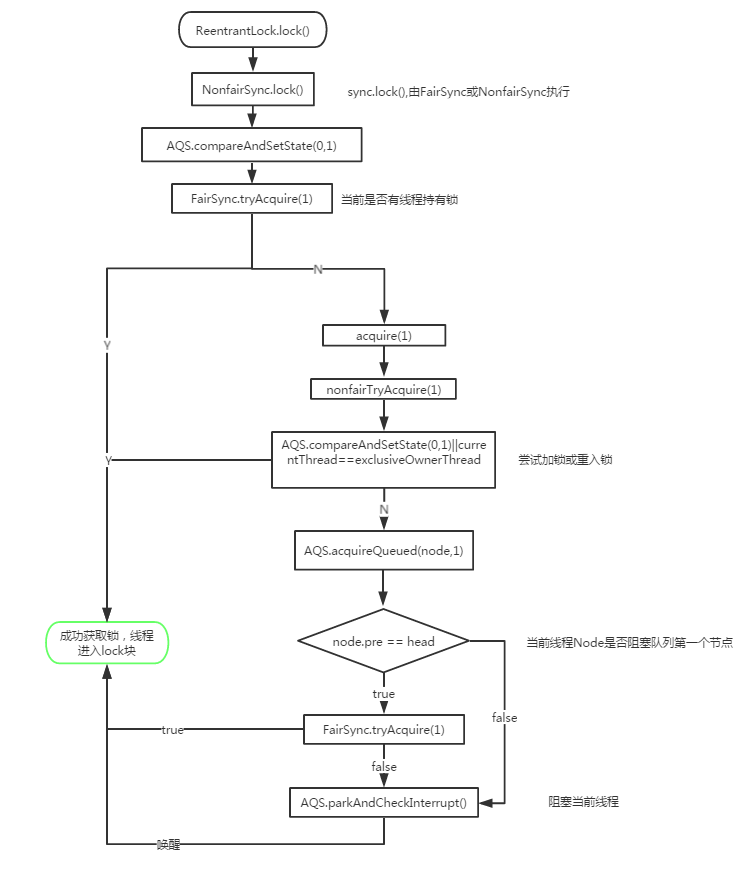 ReentrantLock.lock()
NonfairSync.lock()
sync.lock(),由FairSync或NonfairSync执行
AQS.compareAndSetState(0,1)
FairSync.tryAcquire(1)
当前是否有线程持有锁
N
Y
acquire(1)
nonfairTryAcquire(1)
AQS.compareAndSetState(0,1)||curre
ntThread==exclusiveOwnerThread
Y
尝试加锁或重入锁
N
AQS.acquireQueued(node,1)
成功获取锁，线程
进入lock块
node.pre == head
当前线程Node是否阻塞队列第一个节点
true
false
FairSync.tryAcquire(1)
true
false
AQS.parkAndCheckInterrupt()
阻塞当前线程
唤醒